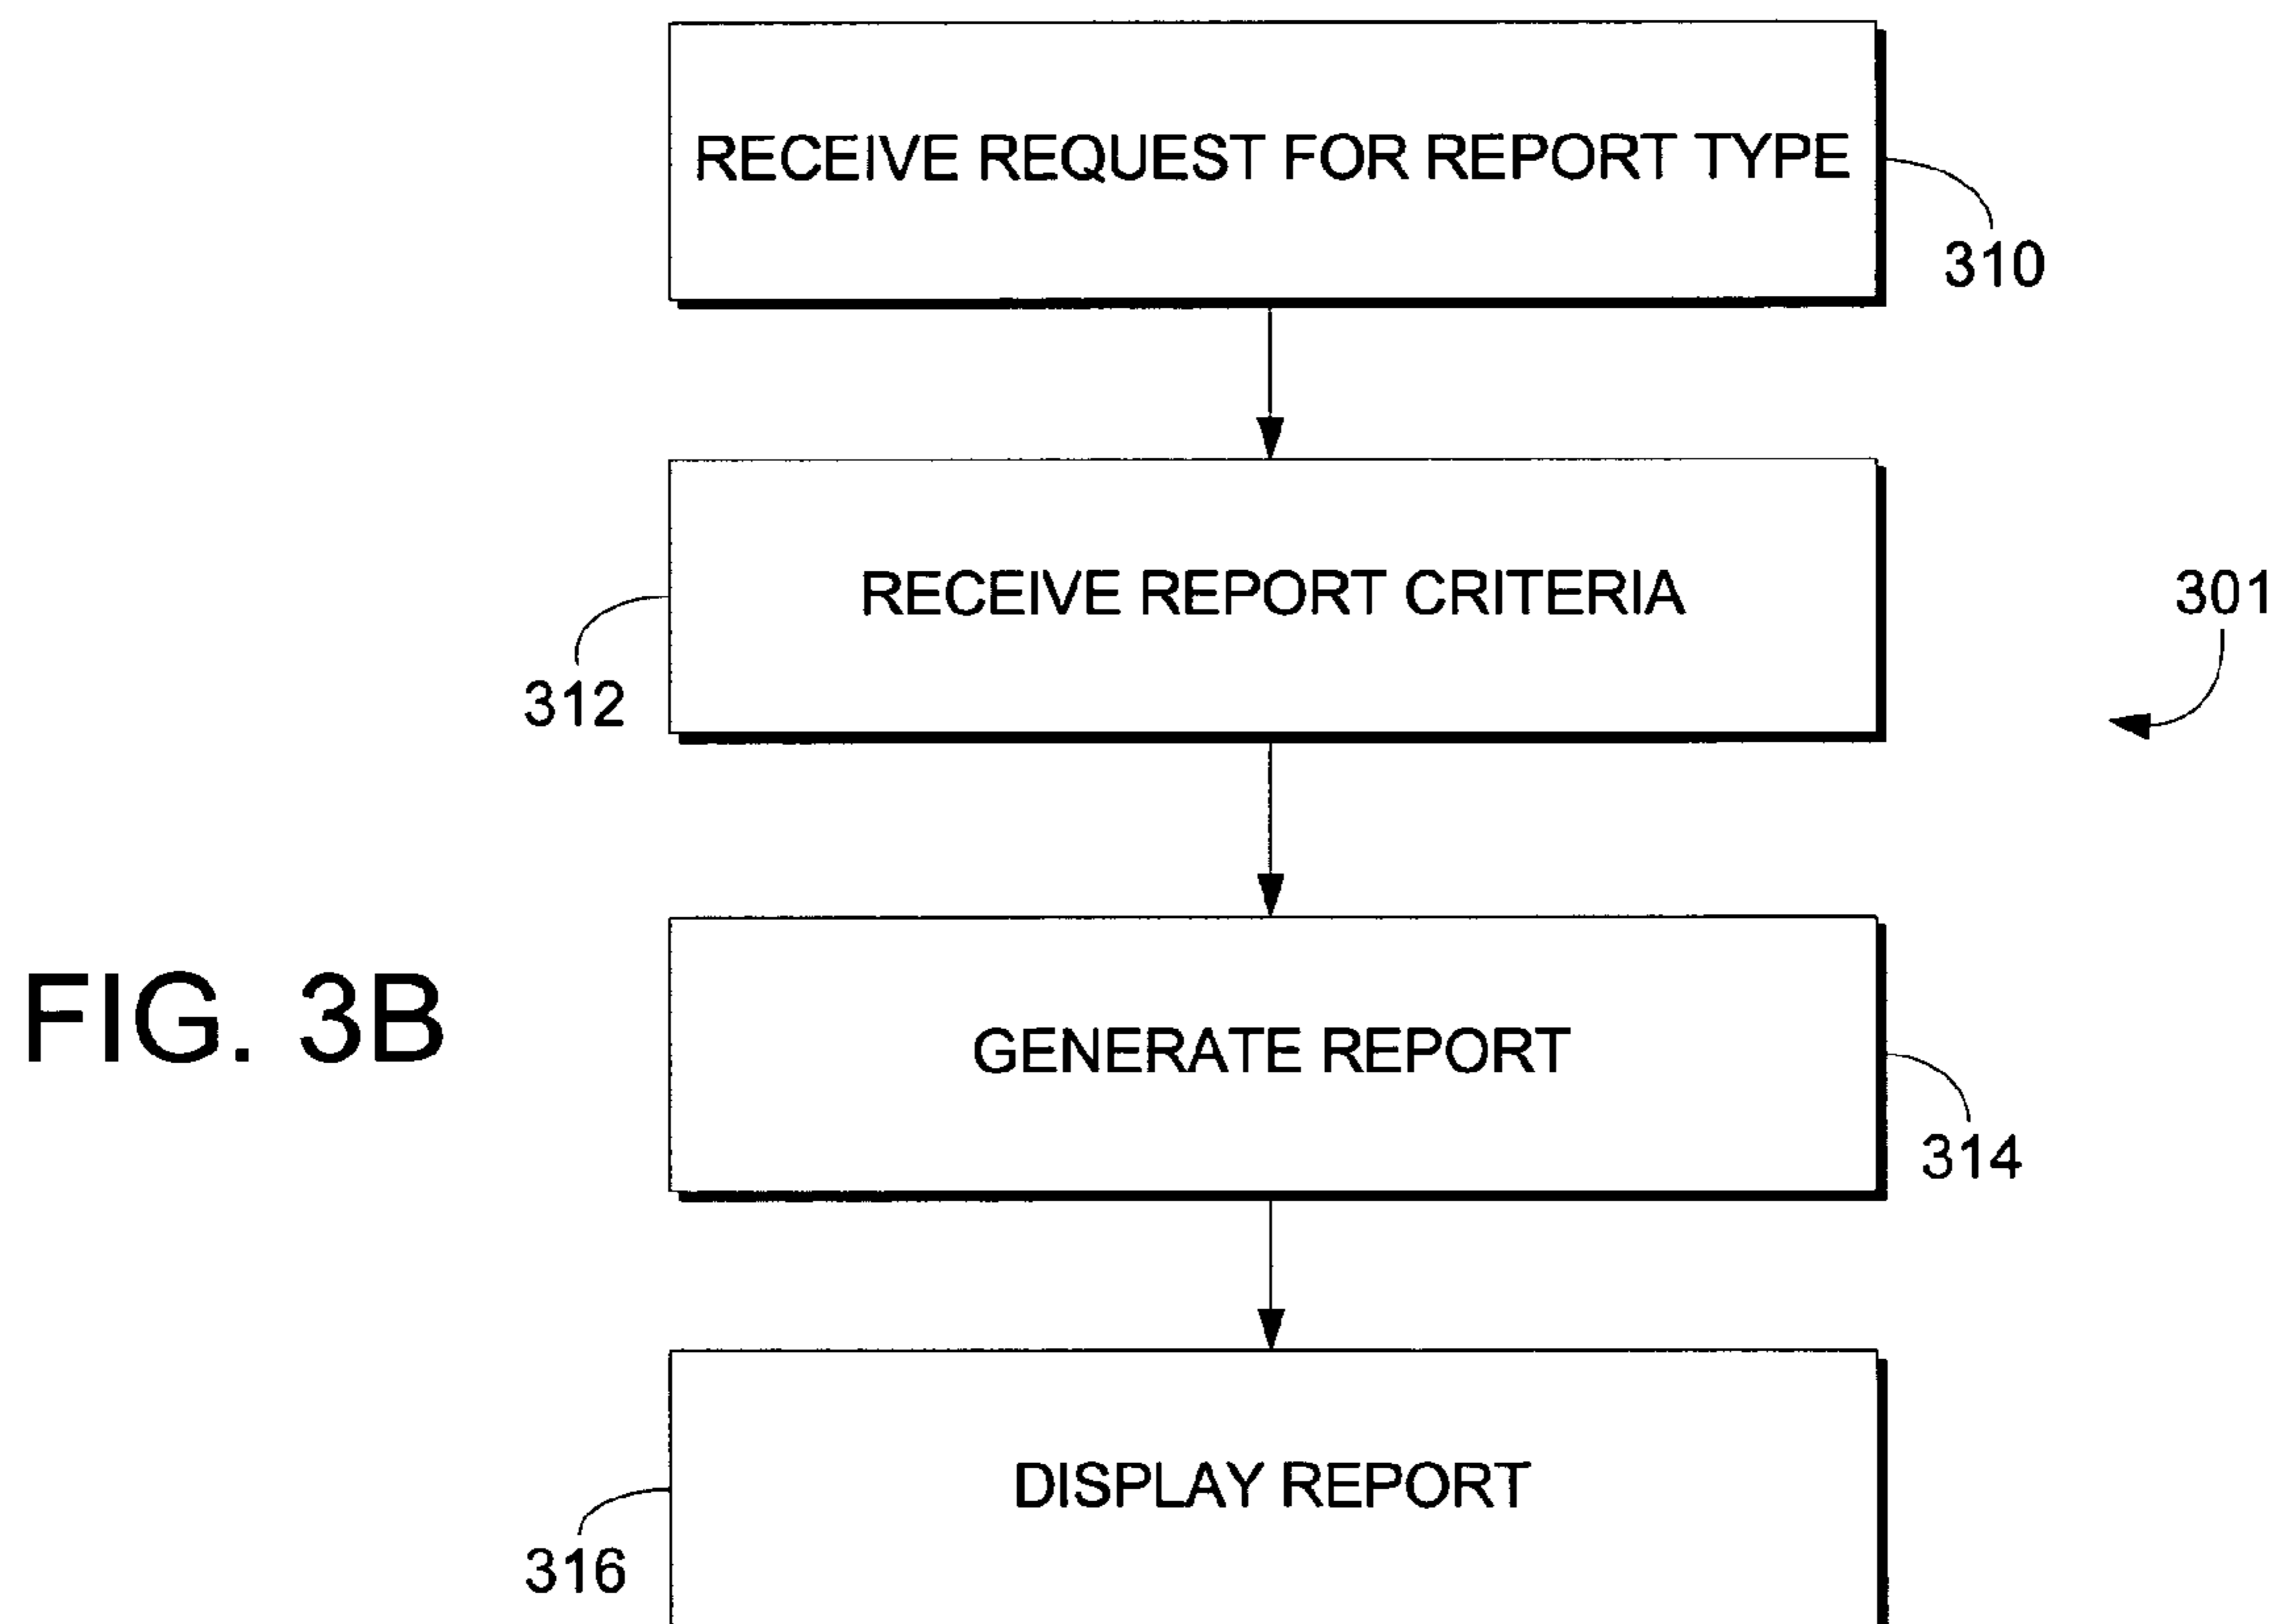 RECEIVE REQUEST FOR REPORT TYPE
310
RECEIVE REPORT CRITERIA
301
312
FIG. 3B
GENERATE REPORT
314
DISPLAY REPORT
316